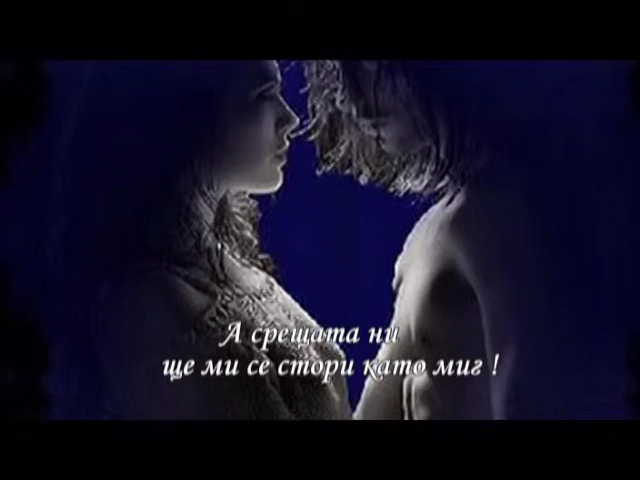 А срещата ни
ще ми се стори като миг !